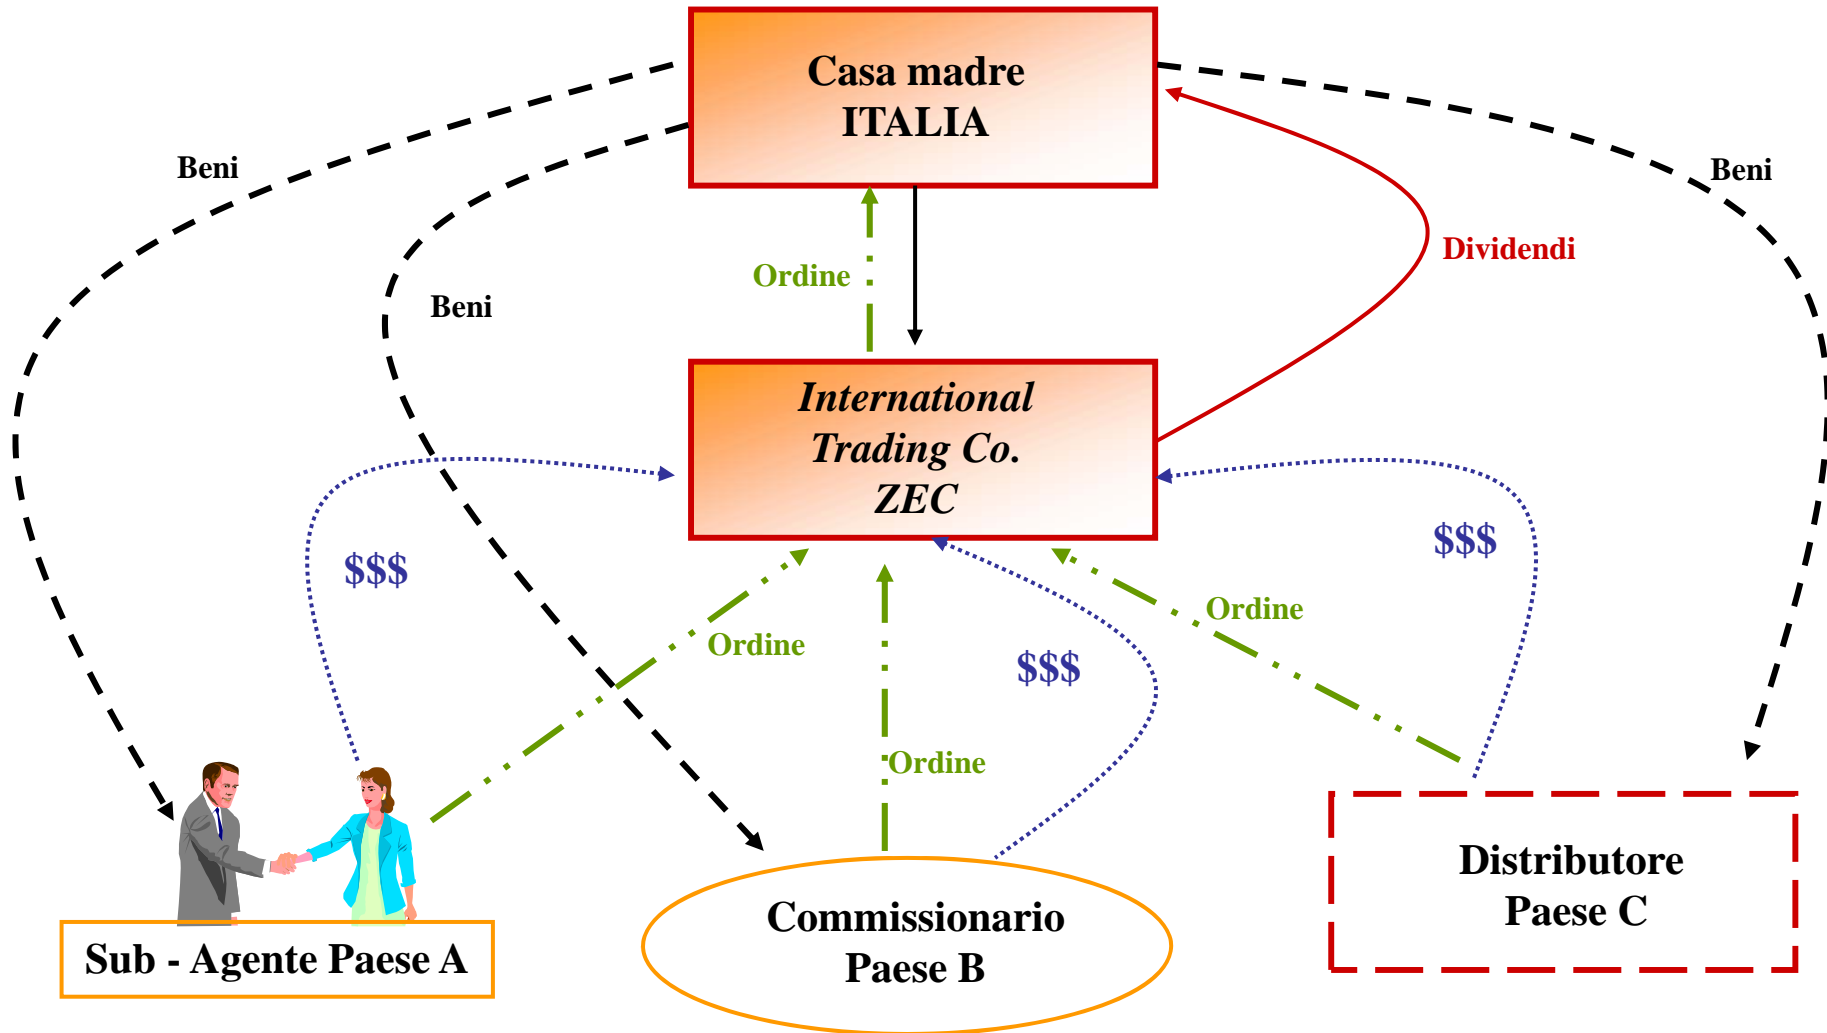 Casa madre
ITALIA
Beni
Beni
Dividendi
Ordine
Beni
International
Trading Co.
ZEC
$$$
$$$
Ordine
Ordine
$$$
Ordine
Distributore
Paese C
Commissionario
Paese B
Sub - Agente Paese A